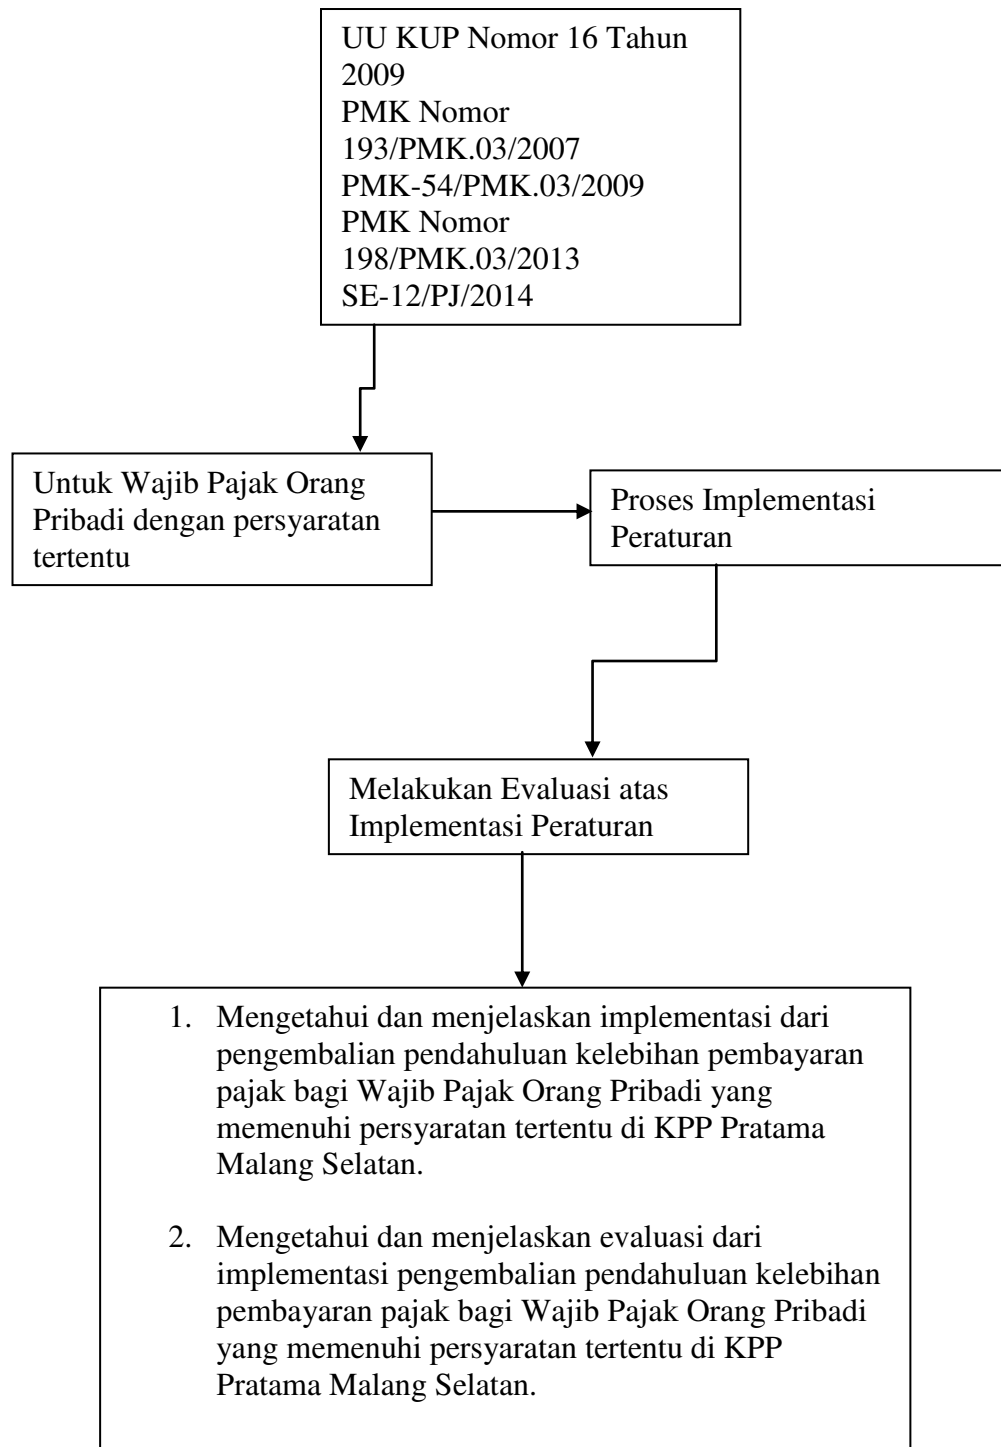 UU KUP Nomor 16 Tahun
2009
PMK Nomor
193/PMK.03/2007
PMK-54/PMK.03/2009
PMK Nomor
198/PMK.03/2013
SE-12/PJ/2014
Untuk Wajib Pajak Orang
Pribadi dengan persyaratan
tertentu
Proses Implementasi
Peraturan
Melakukan Evaluasi atas
Implementasi Peraturan
1. Mengetahui dan menjelaskan implementasi dari
pengembalian pendahuluan kelebihan pembayaran
pajak bagi Wajib Pajak Orang Pribadi yang
memenuhi persyaratan tertentu di KPP Pratama
Malang Selatan.
2. Mengetahui dan menjelaskan evaluasi dari
implementasi pengembalian pendahuluan kelebihan
pembayaran pajak bagi Wajib Pajak Orang Pribadi
yang memenuhi persyaratan tertentu di KPP
Pratama Malang Selatan.